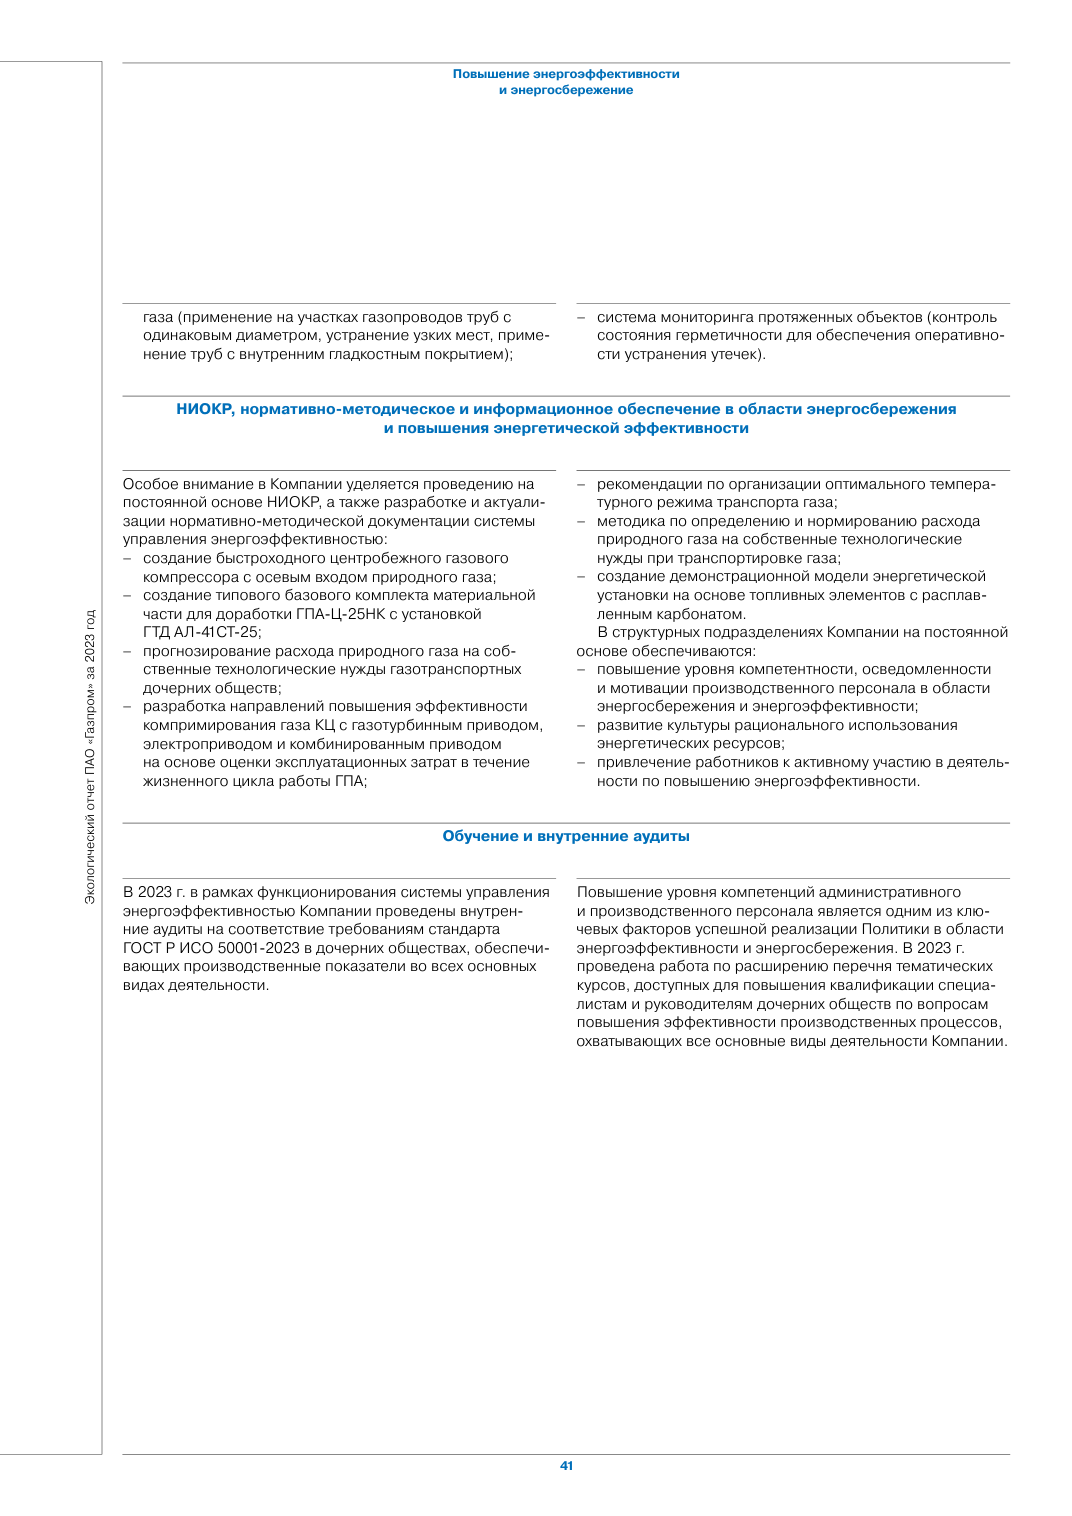 Повышение энергоэффективности
и энергосбережение
газа (применение на участках газопроводов труб с
одинаковым диаметром, устранение узких мест, приме-
нение труб с внутренним гладкостным покрытием);
– система мониторинга протяженных объектов (контроль
состояния герметичности для обеспечения оперативно-
сти устранения утечек).
НИОКР, нормативно-методическое и информационное обеспечение в области энергосбережения
и повышения энергетической эффективности
Особое внимание в Компании уделяется проведению на
постоянной основе НИОКР, а также разработке и актуали-
зации нормативно-методической документации системы
управления энергоэффективностью:
– создание быстроходного центробежного газового
компрессора с осевым входом природного газа;
– создание типового базового комплекта материальной
части для доработки ГПА-Ц-25НК с установкой
ГТД АЛ-41СТ-25;
– прогнозирование расхода природного газа на соб-
ственные технологические нужды газотранспортных
дочерних обществ;
– разработка направлений повышения эффективности
компримирования газа КЦ с газотурбинным приводом,
электроприводом и комбинированным приводом
на основе оценки эксплуатационных затрат в течение
жизненного цикла работы ГПА;
– рекомендации по организации оптимального темпера-
турного режима транспорта газа;
– методика по определению и нормированию расхода
природного газа на собственные технологические
нужды при транспортировке газа;
– создание демонстрационной модели энергетической
установки на основе топливных элементов с расплав-
ленным карбонатом.
В структурных подразделениях Компании на постоянной
основе обеспечиваются:
– повышение уровня компетентности, осведомленности
и мотивации производственного персонала в области
энергосбережения и энергоэффективности;
– развитие культуры рационального использования
энергетических ресурсов;
– привлечение работников к активному участию в деятель-
ности по повышению энергоэффективности.
Обучение и внутренние аудиты
В 2023 г. в рамках функционирования системы управления
энергоэффективностью Компании проведены внутрен-
ние аудиты на соответствие требованиям стандарта
ГОСТ Р ИСО 50001-2023 в дочерних обществах, обеспечи-
вающих производственные показатели во всех основных
видах деятельности.
Повышение уровня компетенций административного
и производственного персонала является одним из клю-
чевых факторов успешной реализации Политики в области
энергоэффективности и энергосбережения. В 2023 г.
проведена работа по расширению перечня тематических
курсов, доступных для повышения квалификации специа-
листам и руководителям дочерних обществ по вопросам
повышения эффективности производственных процессов,
охватывающих все основные виды деятельности Компании.
Экологический отчет ПАО «Газпром» за 2023 год
41